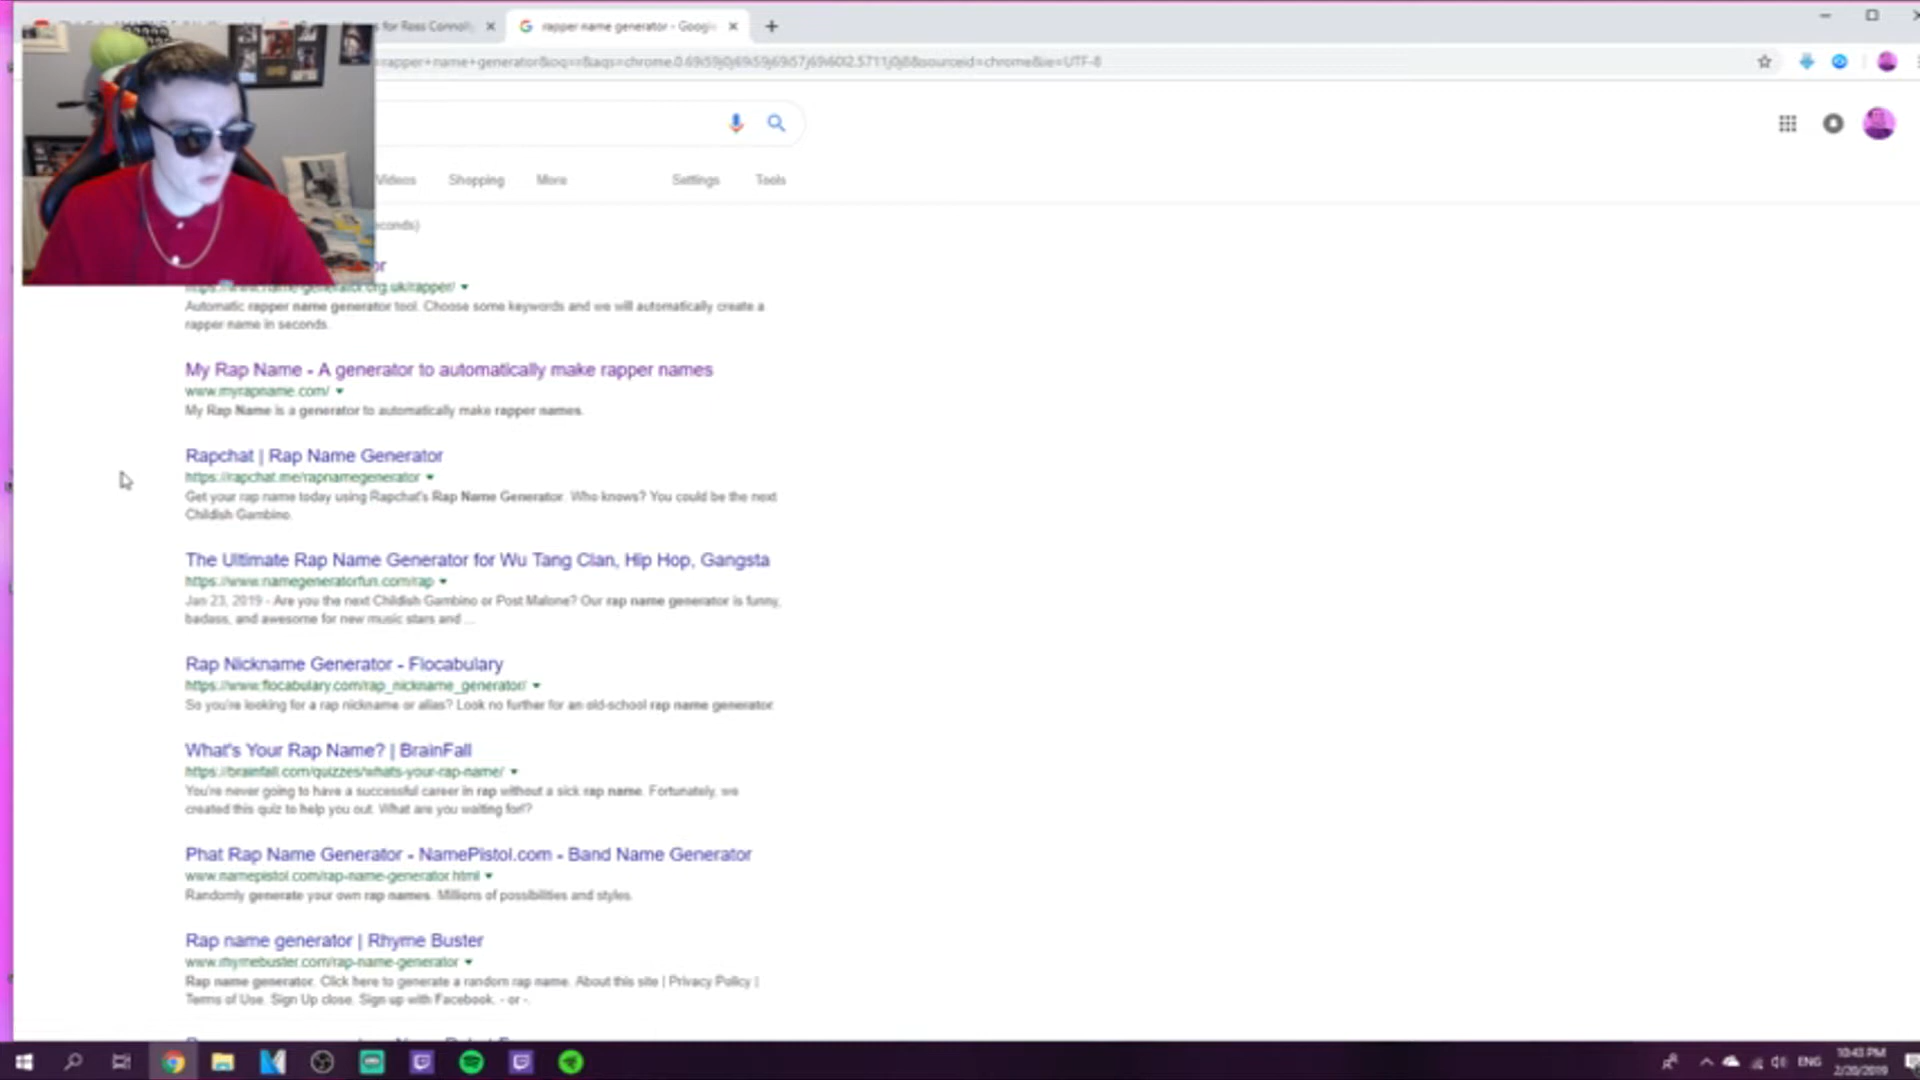 s for Ross Connolly
rapper name generator - Googl
=rapper+name+generator&oq=r&aqs=chrome.0.69i59j0j69i59j69i57j69i60l2.5711j0j8&sourceid=chrome&ie=UTF-8
Videos Shopping More Settings Tools
econds)
or
https://www.name-generator.org.uk/rapper/
Automatic rapper name generator tool. Choose some keywords and we will automatically create a
rapper name in seconds.
My Rap Name - A generator to automatically make rapper names
www.myrapname.com/
My Rap Name is a generator to automatically make rapper names.
Rapchat | Rap Name Generator
https://rapchat.me/rapnamegenerator
Get your rap name today using Rapchat's Rap Name Generator. Who knows? You could be the next
Childish Gambino.
The Ultimate Rap Name Generator for Wu Tang Clan, Hip Hop, Gangsta
https://www.namegeneratorfun.com/rap
Jan 23, 2019 - Are you the next Childish Gambino or Post Malone? Our rap name generator is funny,
badass, and awesome for new music stars and ...
Rap Nickname Generator - Flocabulary
https://www.flocabulary.com/rap_nickname_generator/
So you're looking for a rap nickname or alias? Look no further for an old-school rap name generator.
What's Your Rap Name? | BrainFall
https://brainfall.com/quizzes/whats-your-rap-name/
You're never going to have a successful career in rap without a sick rap name. Fortunately, we
created this quiz to help you out. What are you waiting for!?
Phat Rap Name Generator - NamePistol.com - Band Name Generator
www.namepistol.com/rap-name-generator.html
Randomly generate your own rap names. Millions of possibilities and styles.
Rap name generator | Rhyme Buster
www.rhymebuster.com/rap-name-generator
Rap name generator. Click here to generate a random rap name. About this site | Privacy Policy |
Terms of Use. Sign Up close. Sign up with Facebook. - or -.
ENG
10:43 PM
2/20/2019